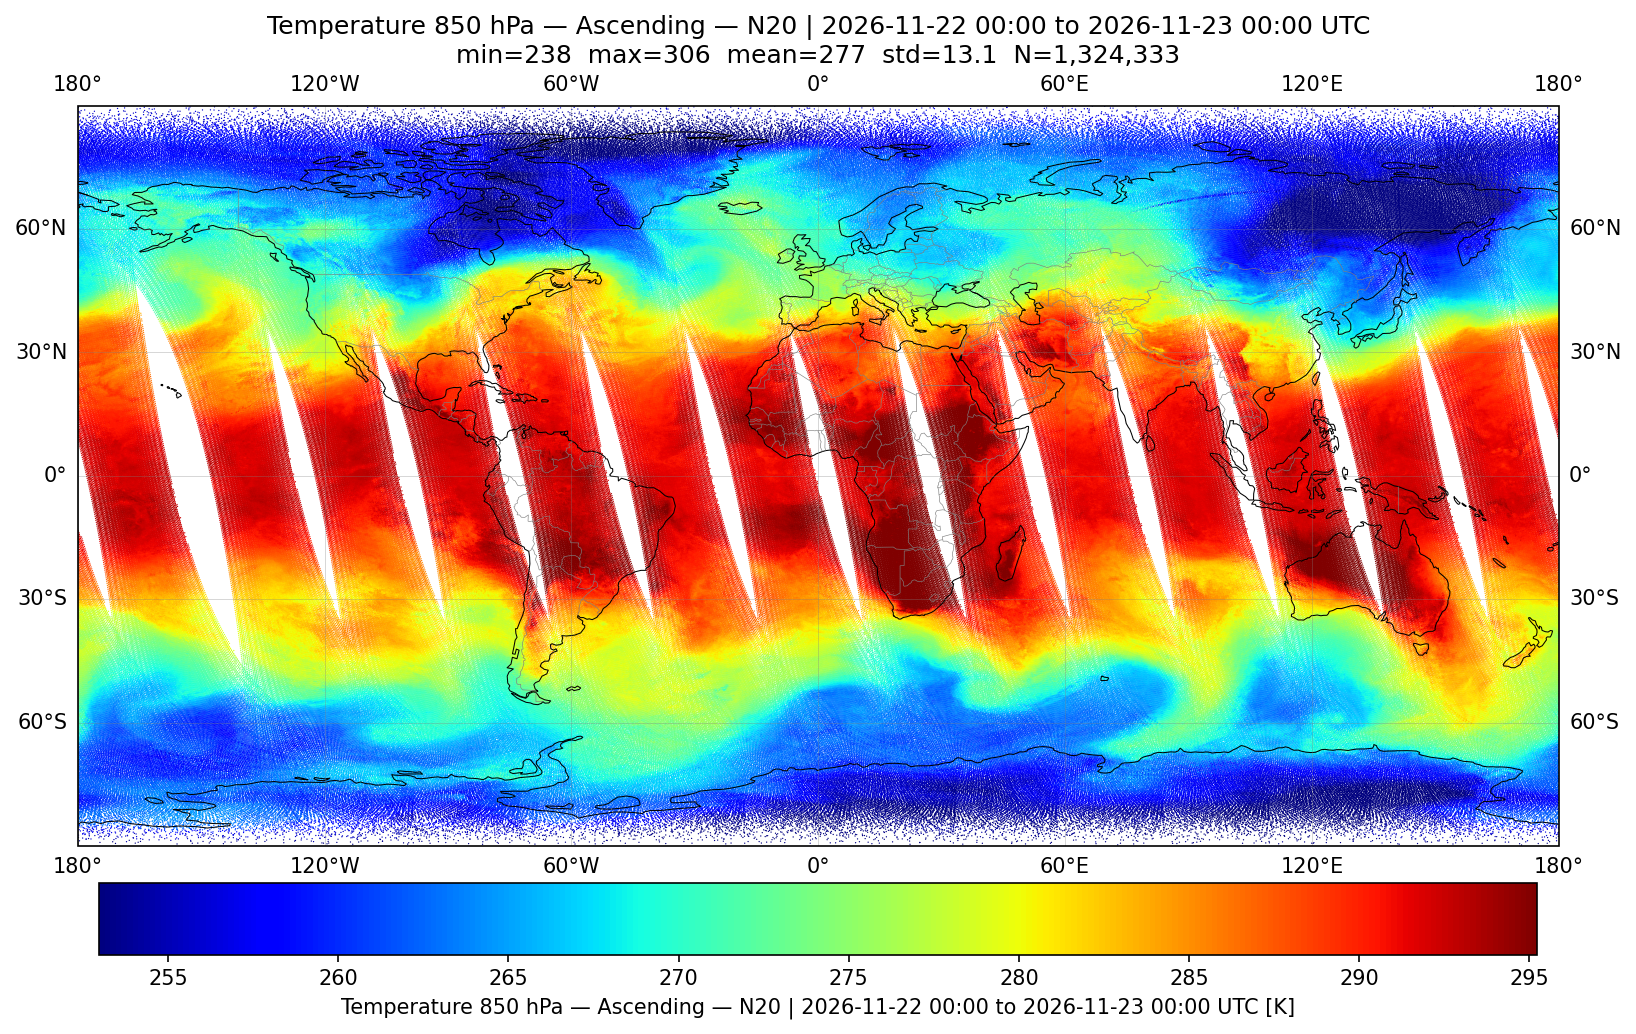 Temperature 850 hPa — Ascending — N20 | 2026-11-22 00:00 to 2026-11-23 00:00 UTC
min=238 max=306 mean=277 std=13.1 N=1,324,333
180° 120°W 60°W 0° 60°E 120°E 180°
60°N 60°N
30°N 30°N
0° 0°
30°S 30°S
60°S 60°S
180° 120°W 60°W 0° 60°E 120°E 180°
255 260 265 270 275 280 285 290 295
Temperature 850 hPa — Ascending — N20 | 2026-11-22 00:00 to 2026-11-23 00:00 UTC [K]